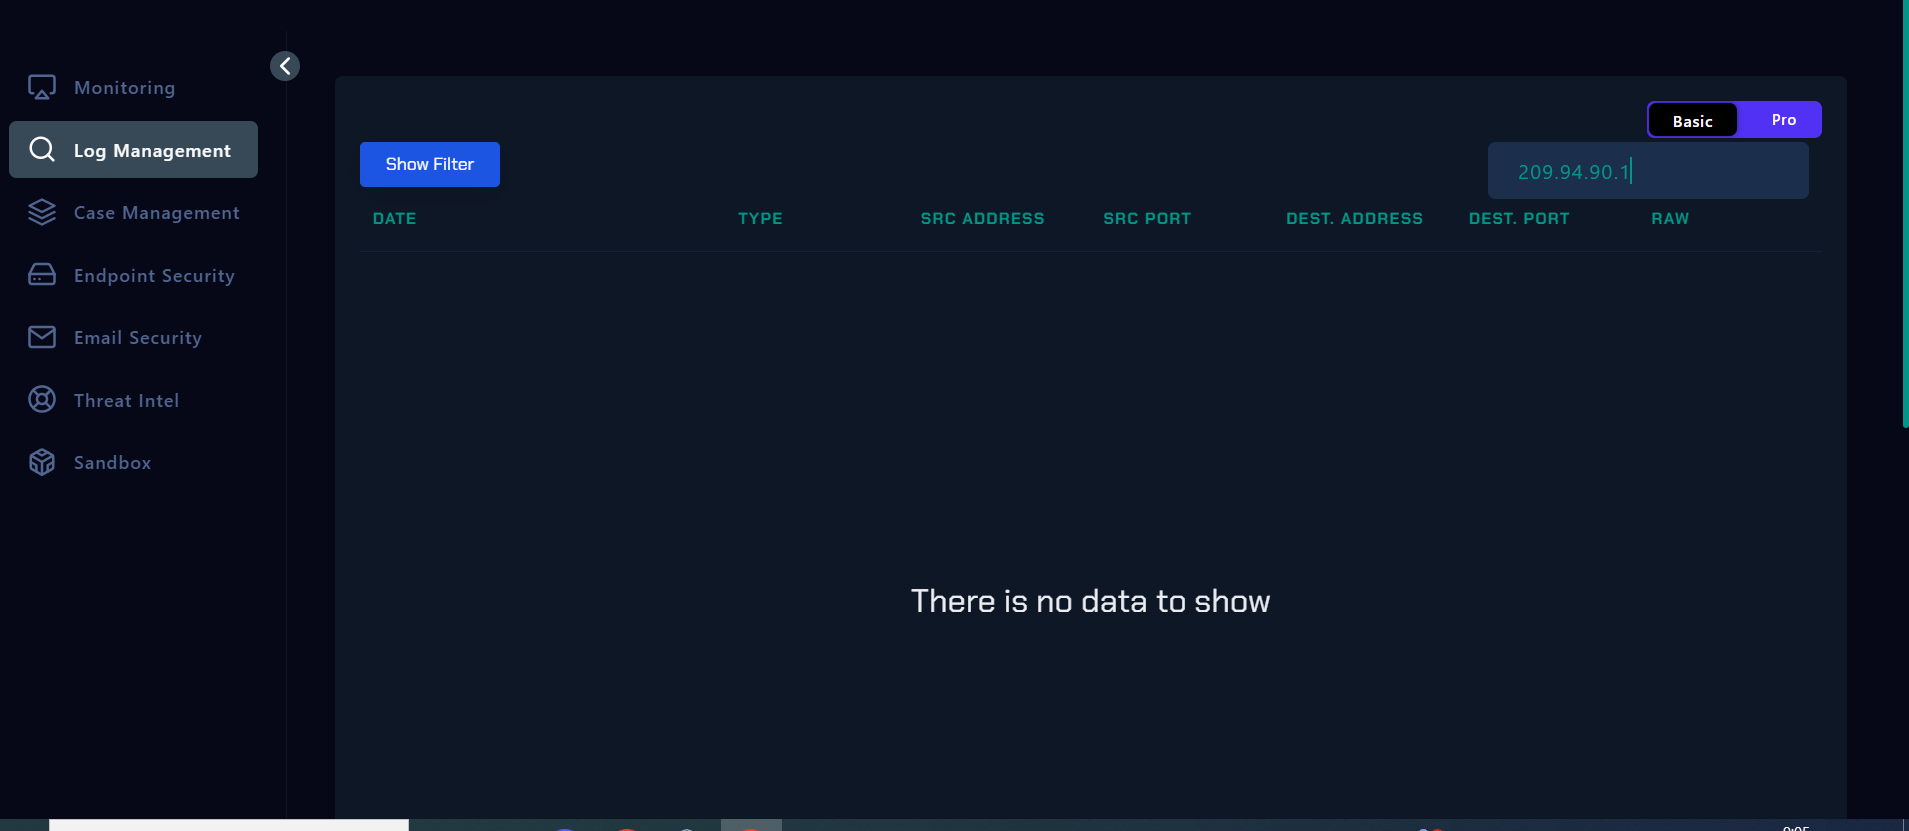 Monitoring
Log Management
Case Management
Endpoint Security
Email Security
Threat Intel
Sandbox
Basic Pro
Show Filter
209.94.90.1
DATE TYPE SRC ADDRESS SRC PORT DEST. ADDRESS DEST. PORT RAW
There is no data to show